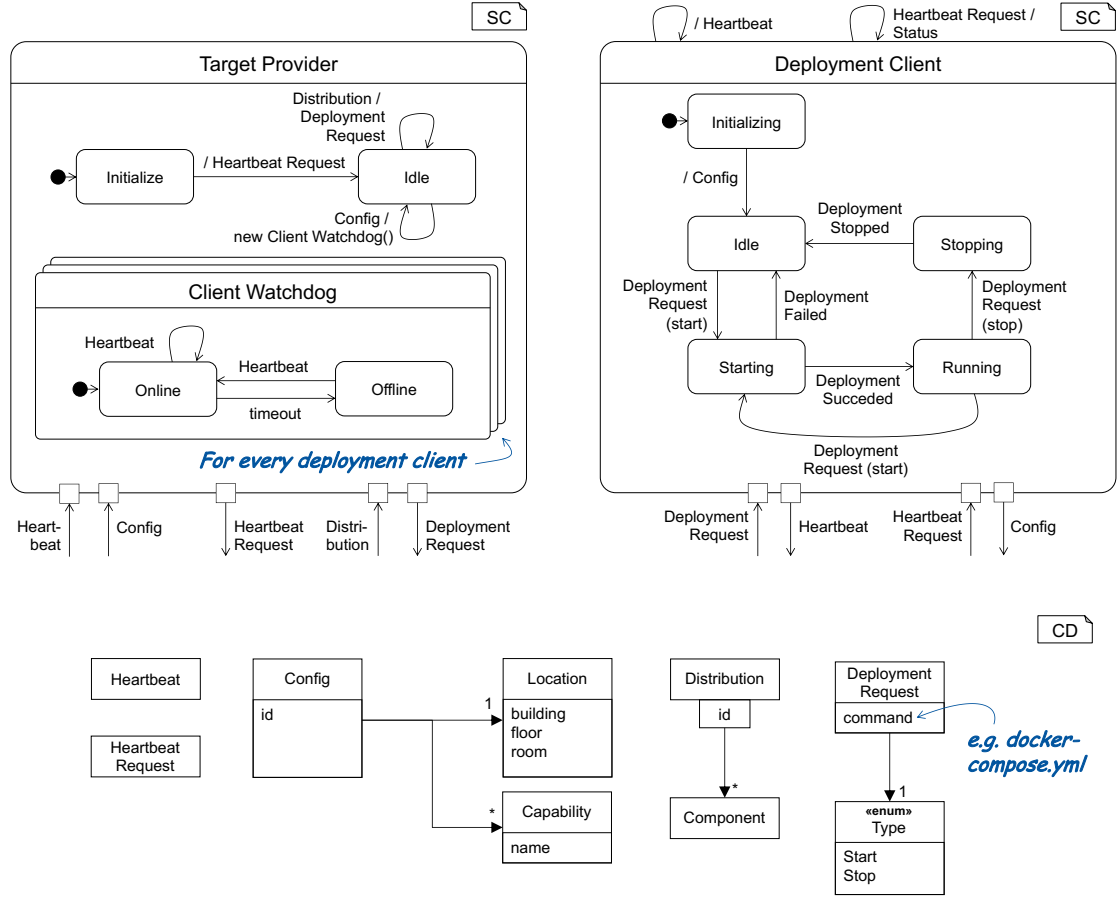 SC
Target Provider
Distribution /
Deployment
Request
Initialize
/ Heartbeat Request
Idle
Config /
new Client Watchdog()
Client Watchdog
Heartbeat
Online
Heartbeat
timeout
Offline
For every deployment client
Heart-
beat
Config
Heartbeat
Request
Distri-
bution
Deployment
Request
/ Heartbeat
Heartbeat Request /
Status
SC
Deployment Client
Initializing
/ Config
Idle
Deployment
Stopped
Stopping
Deployment
Request
(start)
Deployment
Failed
Deployment
Request
(stop)
Starting
Deployment
Succeded
Running
Deployment
Request (start)
Deployment
Request
Heartbeat
Heartbeat
Request
Config
CD
Heartbeat
Heartbeat
Request
Config
id
1
Location
building
floor
room
*
Capability
name
Distribution
id
*
Component
Deployment
Request
command
e.g. docker-
compose.yml
1
«enum»
Type
Start
Stop